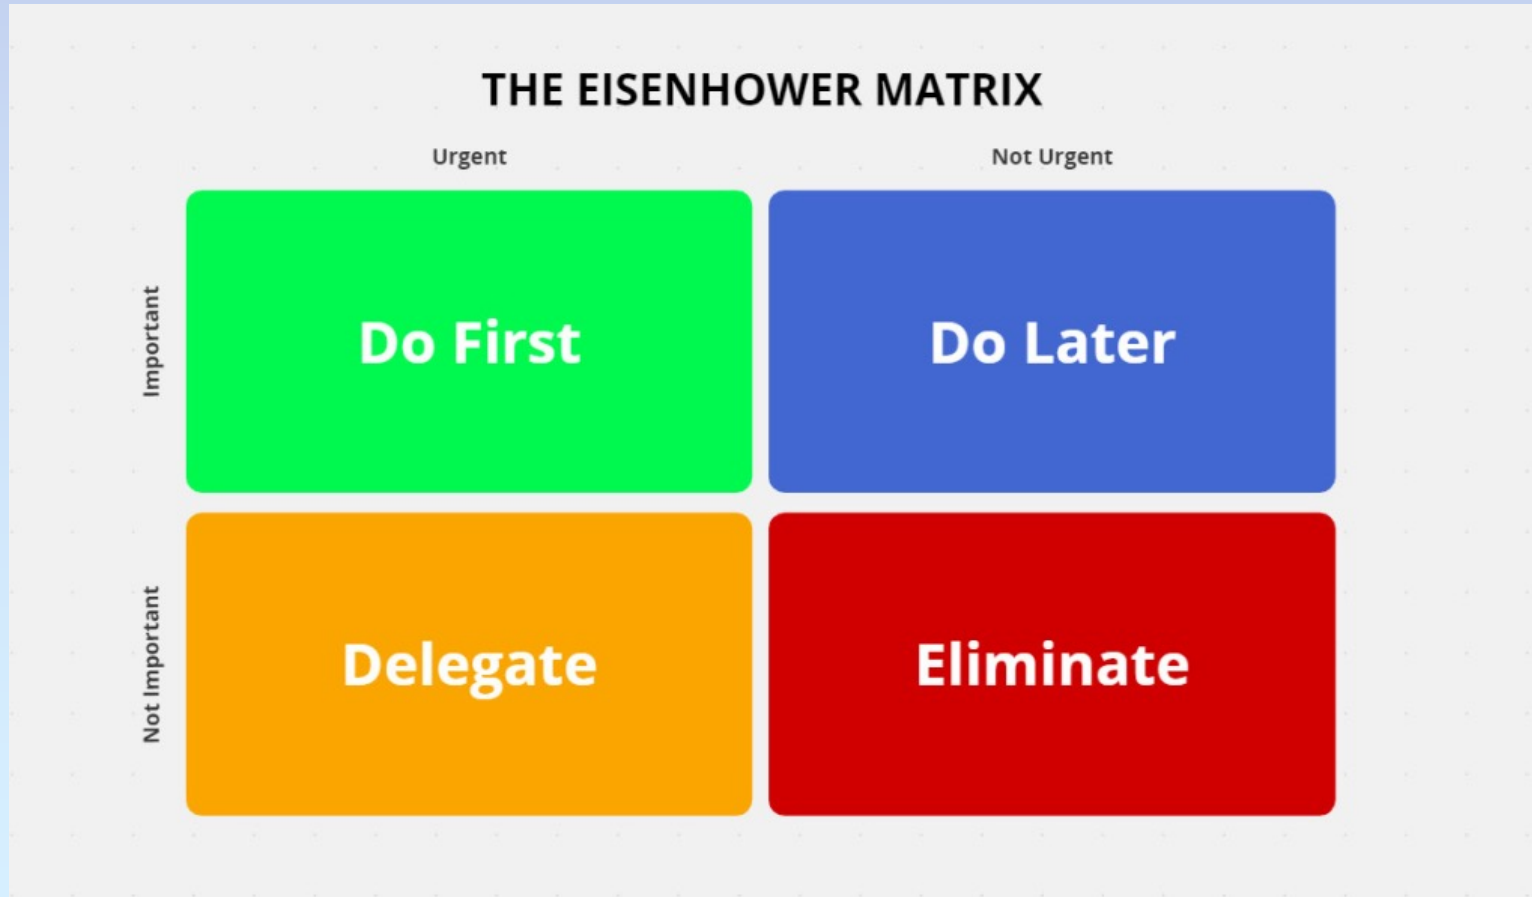 THE EISENHOWER MATRIX
Urgent
Not Urgent
Important
Do First
Do Later
Not Important
Delegate
Eliminate